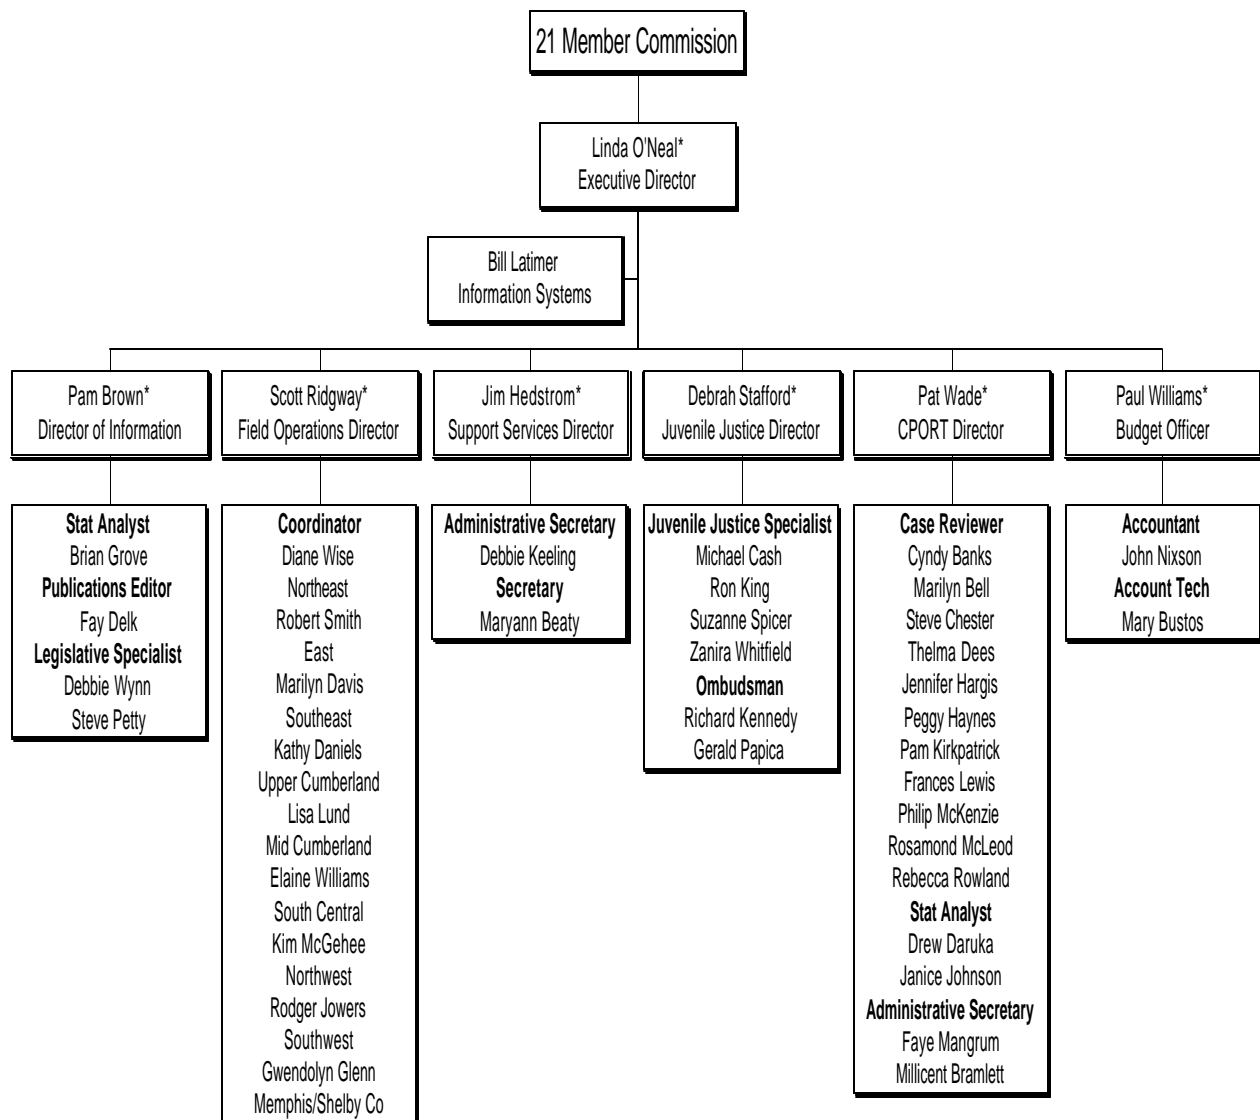 21 Member Commission
Linda O'Neal*
Executive Director
Bill Latimer
Information Systems
Pam Brown*
Director of Information
Scott Ridgway*
Field Operations Director
Jim Hedstrom*
Support Services Director
Debrah Stafford*
Juvenile Justice Director
Pat Wade*
CPORT Director
Paul Williams*
Budget Officer
Stat Analyst
Brian Grove
Publications Editor
Fay Delk
Legislative Specialist
Debbie Wynn
Steve Petty
Coordinator
Diane Wise
Northeast
Robert Smith
East
Marilyn Davis
Southeast
Kathy Daniels
Upper Cumberland
Lisa Lund
Mid Cumberland
Elaine Williams
South Central
Kim McGehee
Northwest
Rodger Jowers
Southwest
Gwendolyn Glenn
Memphis/Shelby Co
Administrative Secretary
Debbie Keeling
Secretary
Maryann Beaty
Juvenile Justice Specialist
Michael Cash
Ron King
Suzanne Spicer
Zanira Whitfield
Ombudsman
Richard Kennedy
Gerald Papica
Case Reviewer
Cyndy Banks
Marilyn Bell
Steve Chester
Thelma Dees
Jennifer Hargis
Peggy Haynes
Pam Kirkpatrick
Frances Lewis
Philip McKenzie
Rosamond McLeod
Rebecca Rowland
Stat Analyst
Drew Daruka
Janice Johnson
Administrative Secretary
Faye Mangrum
Millicent Bramlett
Accountant
John Nixson
Account Tech
Mary Bustos